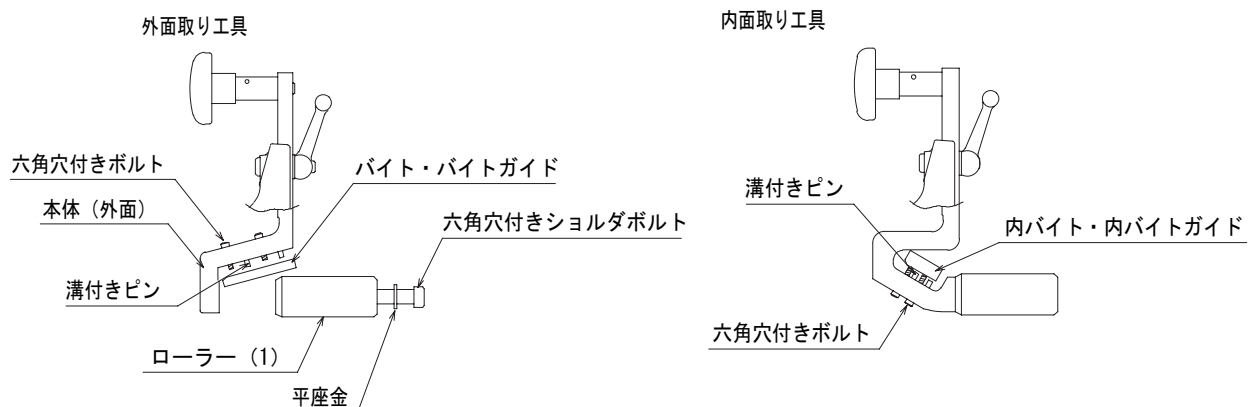 外面取り工具
六角穴付きボルト
バイト・バイトガイド
本体（外面）
六角穴付きショルダボルト
溝付きピン
ローラー（1）
平座金
内面取り工具
溝付きピン
内バイト・内バイトガイド
六角穴付きボルト